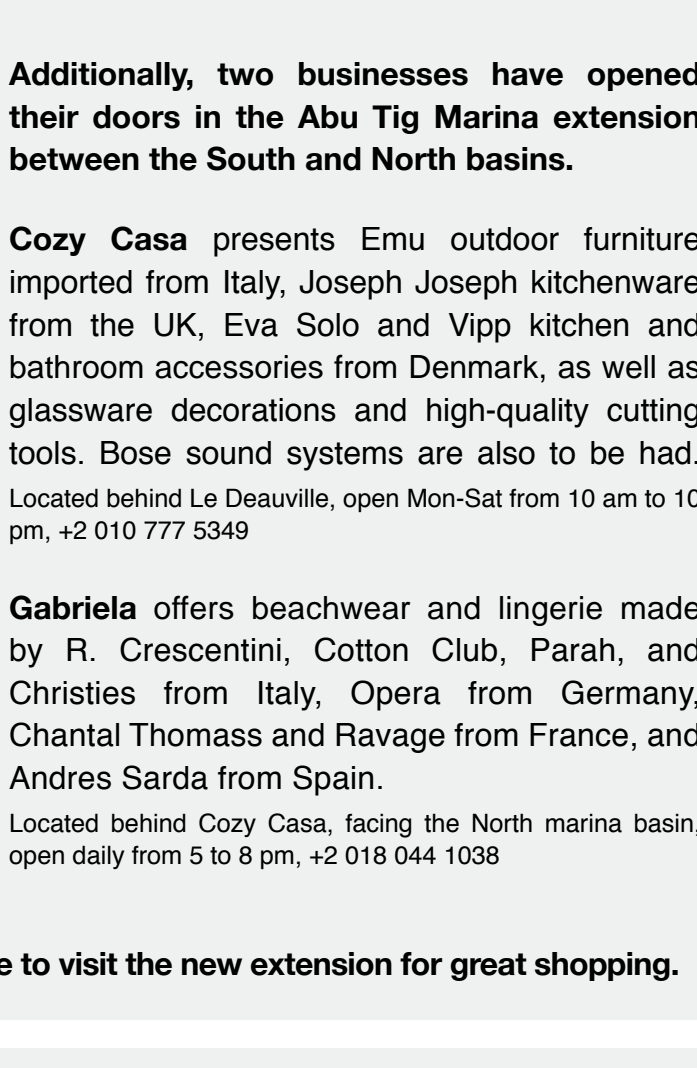 Additionally, two businesses have opened
their doors in the Abu Tig Marina extension
between the South and North basins.
Cozy Casa presents Emu outdoor furniture
imported from Italy, Joseph Joseph kitchenware
from the UK, Eva Solo and Vipp kitchen and
bathroom accessories from Denmark, as well as
glassware decorations and high-quality cutting
tools. Bose sound systems are also to be had.
Located behind Le Deauville, open Mon-Sat from 10 am to 10
pm, +2 010 777 5349
Gabriela offers beachwear and lingerie made
by R. Crescentini, Cotton Club, Parah, and
Christies from Italy, Opera from Germany,
Chantal Thomass and Ravage from France, and
Andres Sarda from Spain.
Located behind Cozy Casa, facing the North marina basin,
open daily from 5 to 8 pm, +2 018 044 1038
to visit the new extension for great shopping.